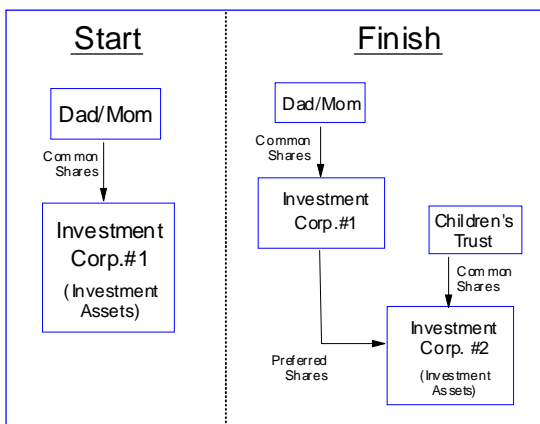 Start
Dad/Mom
Common
Shares
Investment
Corp.#1
(Investment
Assets)
Finish
Dad/Mom
Common
Shares
Investment
Corp.#1
Children's
Trust
Common
Shares
Preferred
Shares
Investment
Corp. #2
(Investment
Assets)